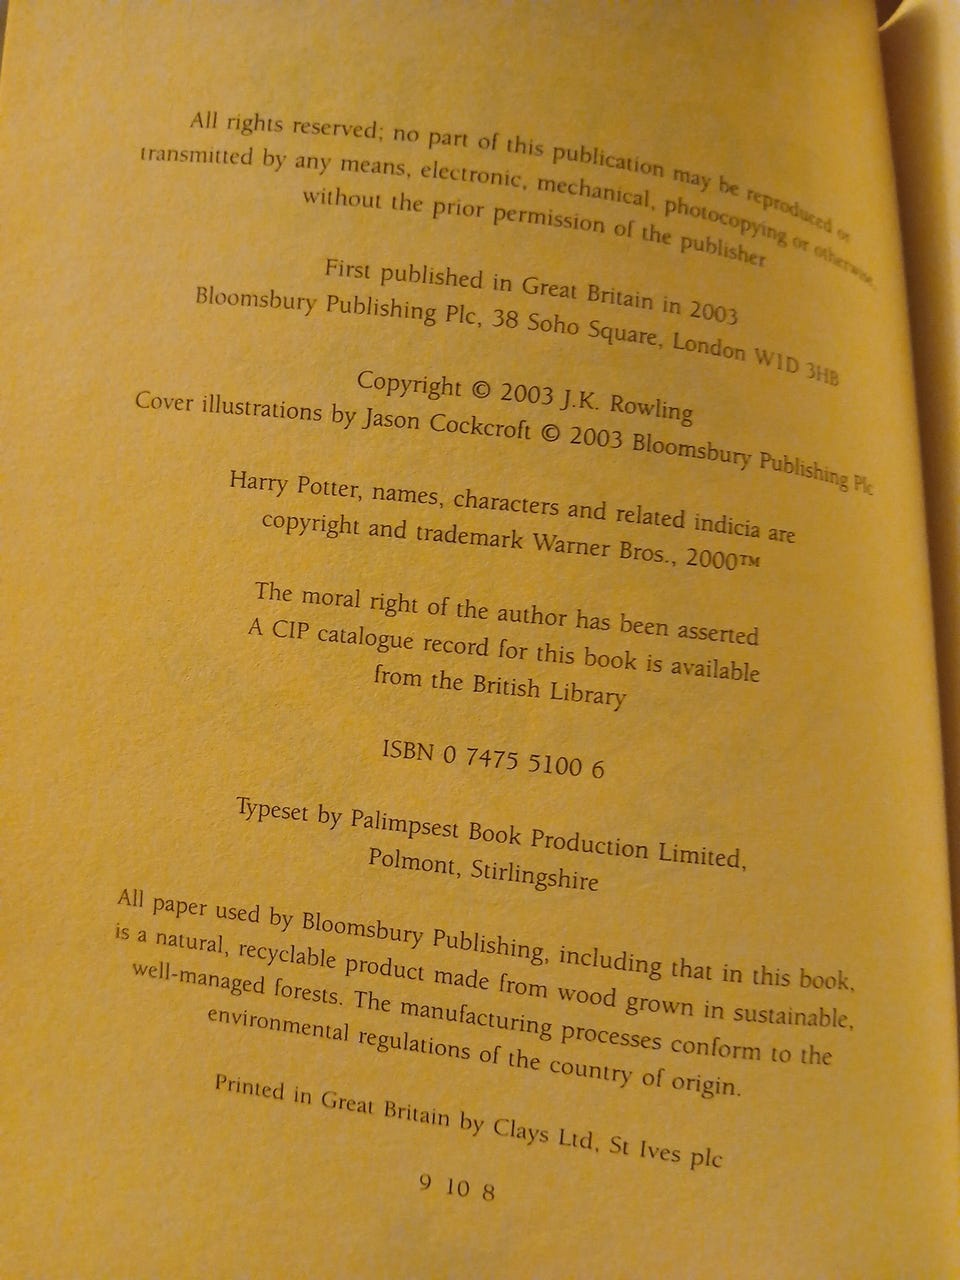 All rights reserved; no part of this publication may be reproduced or
transmitted by any means, electronic, mechanical, photocopying or otherwise,
without the prior permission of the publisher
First published in Great Britain in 2003
Bloomsbury Publishing Plc, 38 Soho Square, London W1D 3HB
Copyright © 2003 J.K. Rowling
Cover illustrations by Jason Cockcroft © 2003 Bloomsbury Publishing Plc
Harry Potter, names, characters and related indicia are
copyright and trademark Warner Bros., 2000™
The moral right of the author has been asserted
A CIP catalogue record for this book is available
from the British Library
ISBN 0 7475 5100 6
Typeset by Palimpsest Book Production Limited,
Polmont, Stirlingshire
All paper used by Bloomsbury Publishing, including that in this book,
is a natural, recyclable product made from wood grown in sustainable,
well-managed forests. The manufacturing processes conform to the
environmental regulations of the country of origin.
Printed in Great Britain by Clays Ltd, St Ives plc
9 10 8